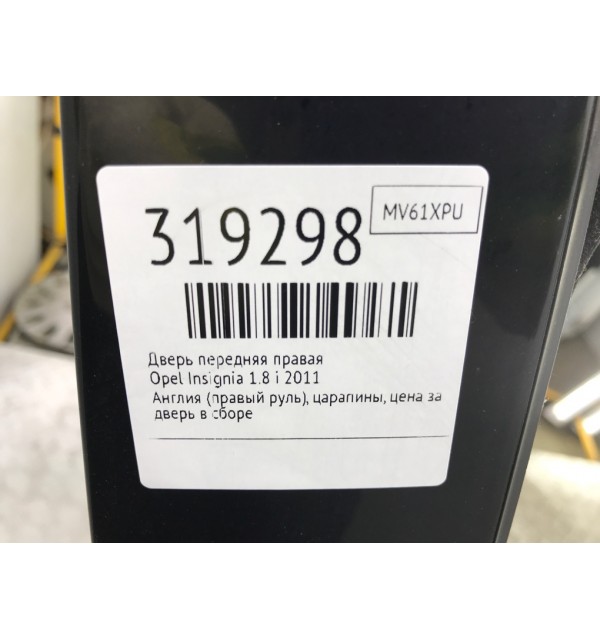 319298
MV61XPU
Дверь передняя правая
Opel Insignia 1.8 i 2011
Англия (правый руль), царапины, цена за
дверь в сборе